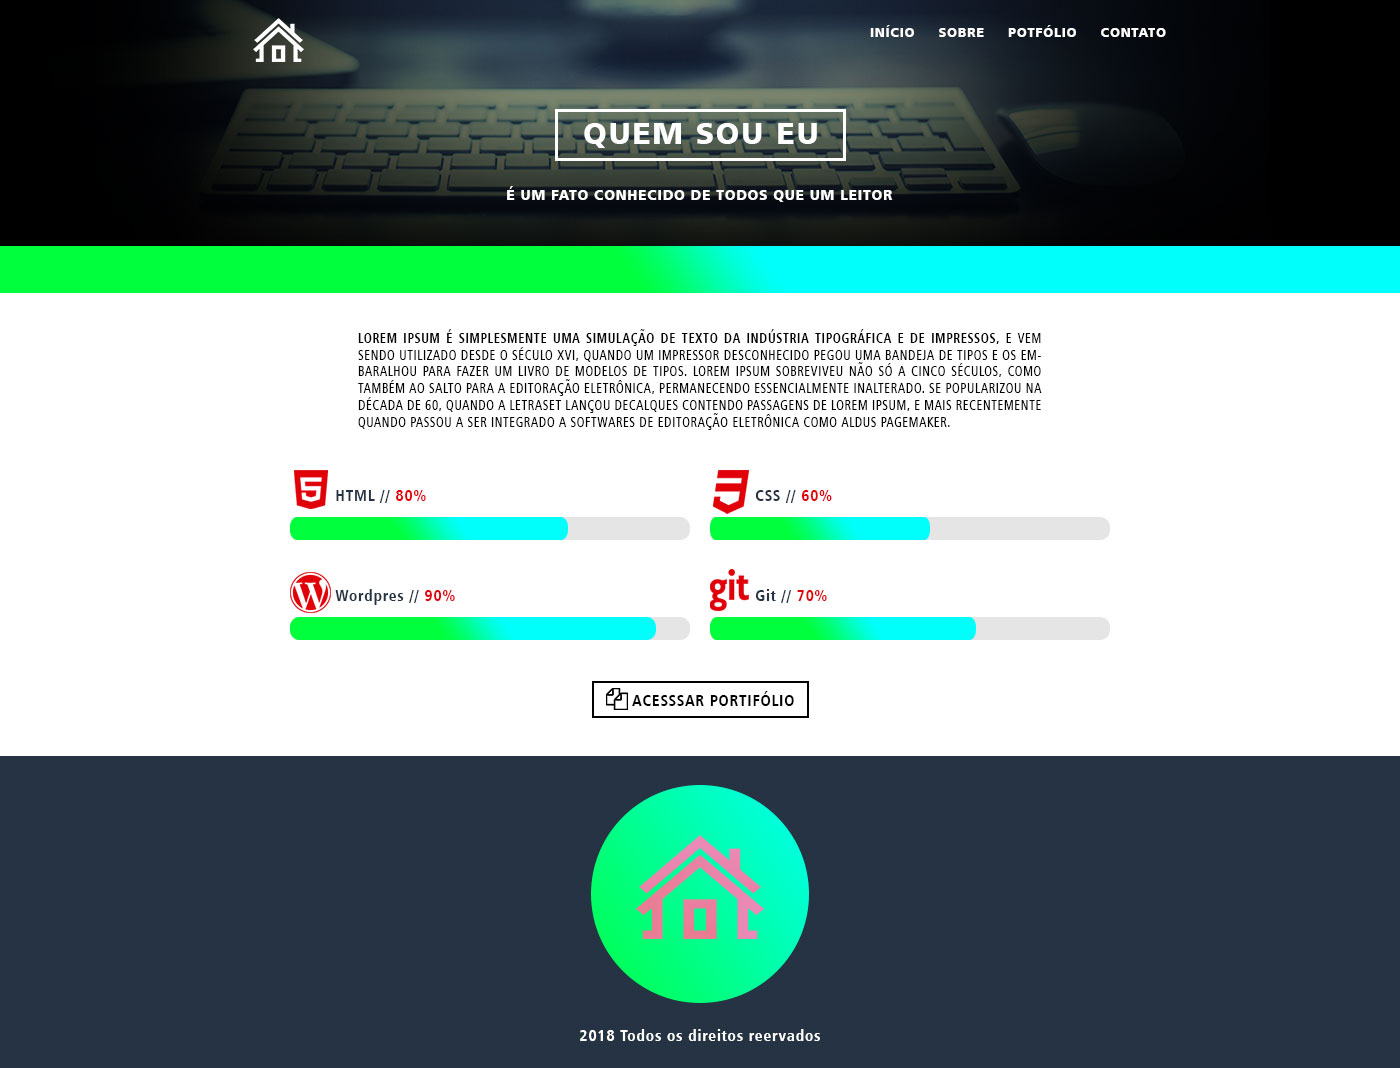 INÍCIO SOBRE POTFÓLIO CONTATO
QUEM SOU EU
É UM FATO CONHECIDO DE TODOS QUE UM LEITOR
LOREM IPSUM É SIMPLESMENTE UMA SIMULAÇÃO DE TEXTO DA INDÚSTRIA TIPOGRÁFICA E DE IMPRESSOS, E VEM
SENDO UTILIZADO DESDE O SÉCULO XVI, QUANDO UM IMPRESSOR DESCONHECIDO PEGOU UMA BANDEJA DE TIPOS E OS EM-
BARALHOU PARA FAZER UM LIVRO DE MODELOS DE TIPOS. LOREM IPSUM SOBREVIVEU NÃO SÓ A CINCO SÉCULOS, COMO
TAMBÉM AO SALTO PARA A EDITORAÇÃO ELETRÔNICA, PERMANECENDO ESSENCIALMENTE INALTERADO. SE POPULARIZOU NA
DÉCADA DE 60, QUANDO A LETRASET LANÇOU DECALQUES CONTENDO PASSAGENS DE LOREM IPSUM, E MAIS RECENTEMENTE
QUANDO PASSOU A SER INTEGRADO A SOFTWARES DE EDITORAÇÃO ELETRÔNICA COMO ALDUS PAGEMAKER.
5 HTML // 80%
3 CSS // 60%
W Wordpres // 90%
git Git // 70%
ACESSSAR PORTIFÓLIO
2018 Todos os direitos reervados